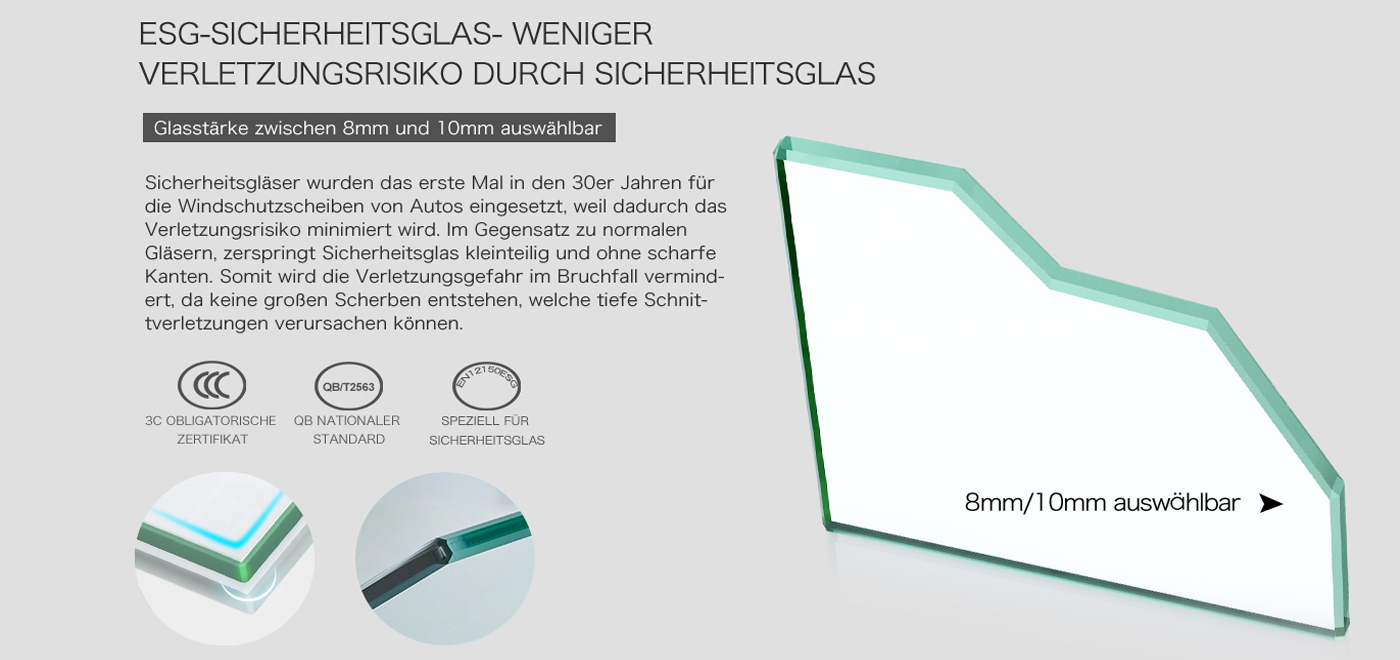 ESG-SICHERHEITSGLAS- WENIGER
VERLETZUNGSRISIKO DURCH SICHERHEITSGLAS
Glasstärke zwischen 8mm und 10mm auswählbar
Sicherheitsgläser wurden das erste Mal in den 30er Jahren für
die Windschutzscheiben von Autos eingesetzt, weil dadurch das
Verletzungsrisiko minimiert wird. Im Gegensatz zu normalen
Gläsern, zerspringt Sicherheitsglas kleinteilig und ohne scharfe
Kanten. Somit wird die Verletzungsgefahr im Bruchfall vermind-
ert, da keine großen Scherben entstehen, welche tiefe Schnit-
tverletzungen verursachen können.
CCC
QB/T2563
EN12150ESG
3C OBLIGATORISCHE
ZERTIFIKAT
QB NATIONALER
STANDARD
SPEZIELL FÜR
SICHERHEITSGLAS
8mm/10mm auswöhlbar